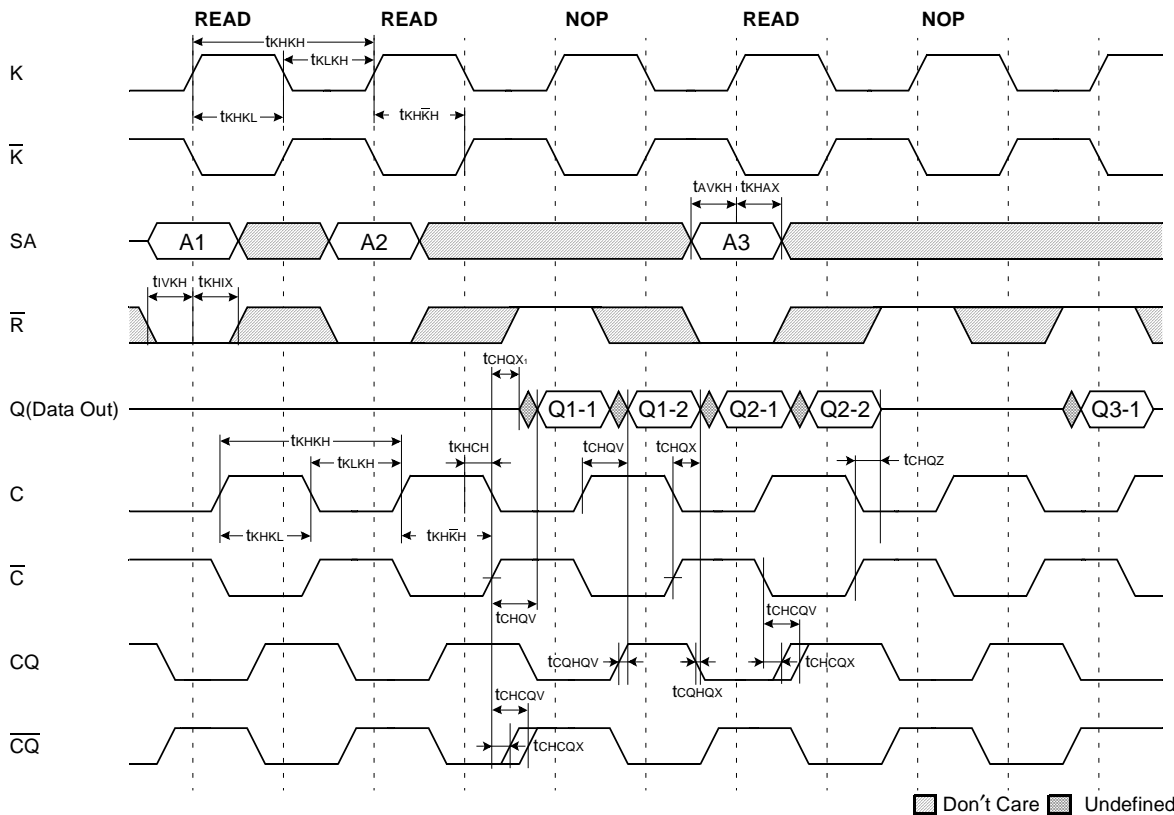 READ READ NOP READ NOP
tKHKH
tKLKH
K
tKHKL tKHK̅H
K̅
tAVKH tKHAX
SA A1 A2 A3
tIVKH tKHIX
R̅
tCHQX1
Q(Data Out) Q1-1 Q1-2 Q2-1 Q2-2 Q3-1
tKHKH tKHCH tCHQV tCHQX
tKLKH tCHQZ
C
tKHKL tKHK̅H
C̅
tCHQV tCHCQV
CQ tCQHQV tCHCQX
tCQHQX
tCHCQV
C̅Q̅ tCHCQX
Don't Care Undefined